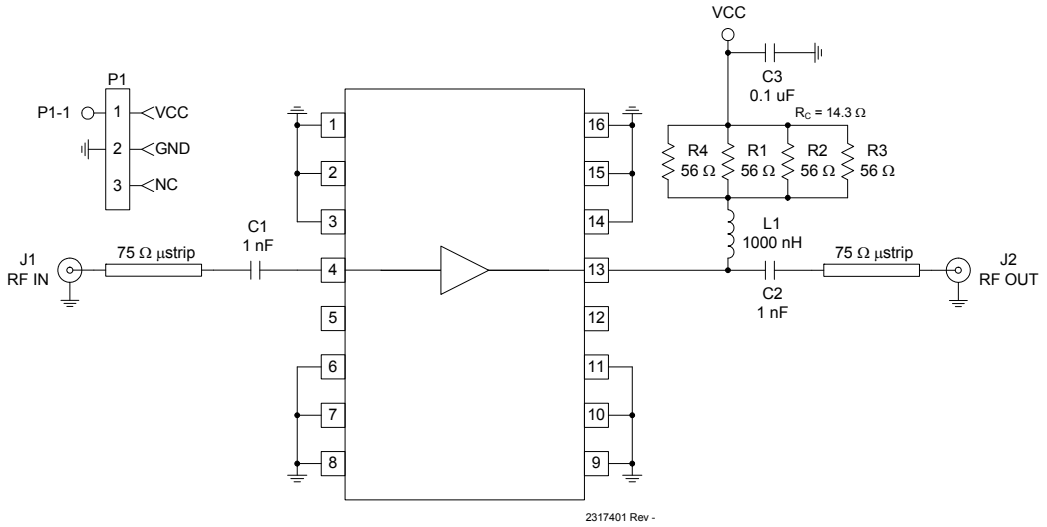 VCC
C3
0.1 uF
P1
P1-1
1
VCC
2
GND
3
NC
R_C = 14.3 Ω
R4
56 Ω
R1
56 Ω
R2
56 Ω
R3
56 Ω
1
2
3
4
5
6
7
8
16
15
14
13
12
11
10
9
L1
1000 nH
J1
RF IN
75 Ω µstrip
C1
1 nF
C2
1 nF
75 Ω µstrip
J2
RF OUT
2317401 Rev -